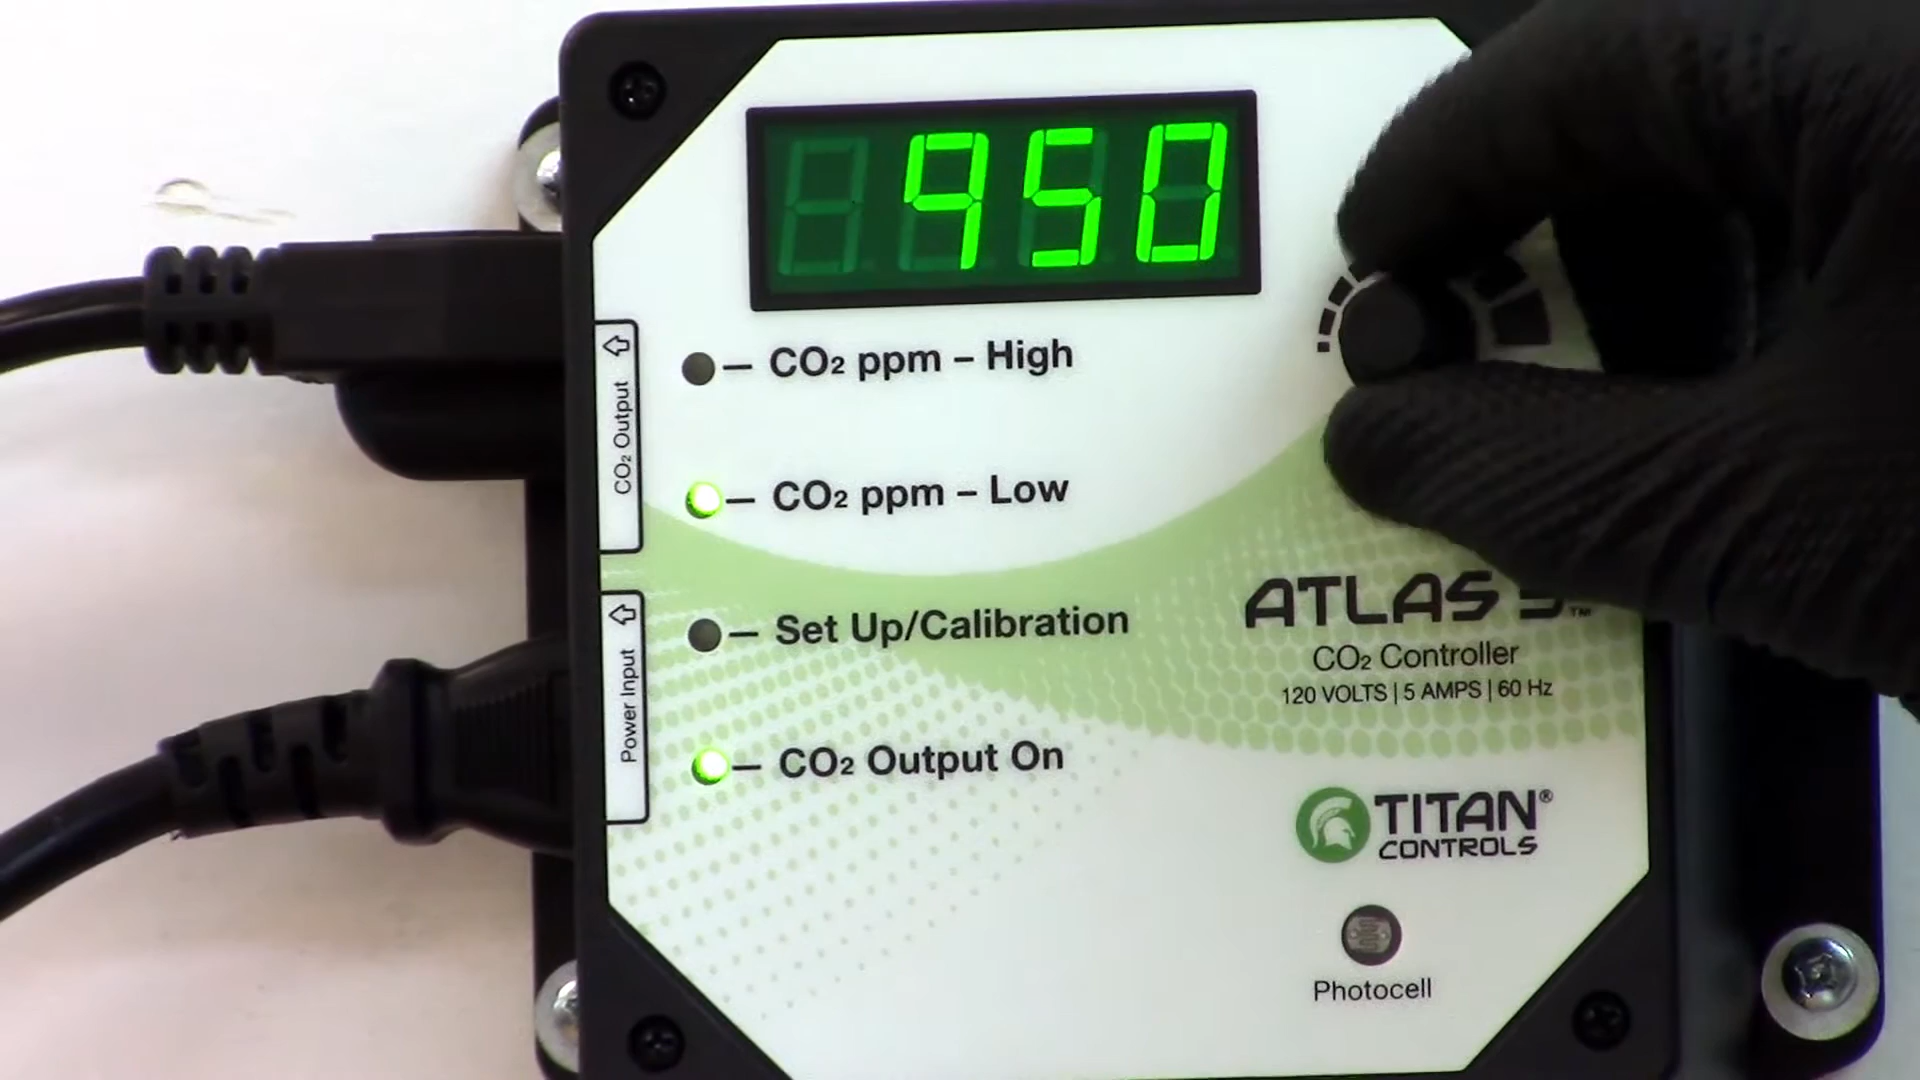 950
CO₂ ppm – High
CO₂ ppm – Low
Set Up/Calibration
CO₂ Output On
CO₂ Output
Power Input
ATLAS
CO₂ Controller
120 VOLTS | 5 AMPS | 60 Hz
TITAN®
CONTROLS
Photocell